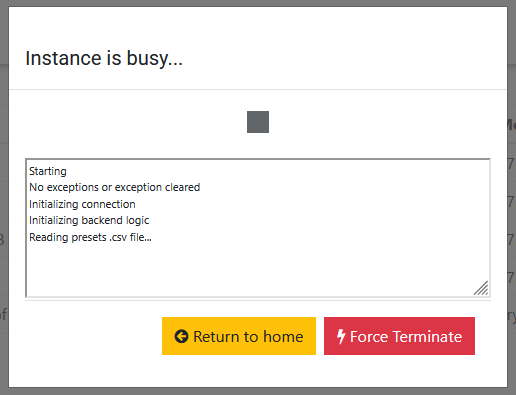 Instance is busy...
Starting
No exceptions or exception cleared
Initializing connection
Initializing backend logic
Reading presets .csv file...
Return to home
Force Terminate